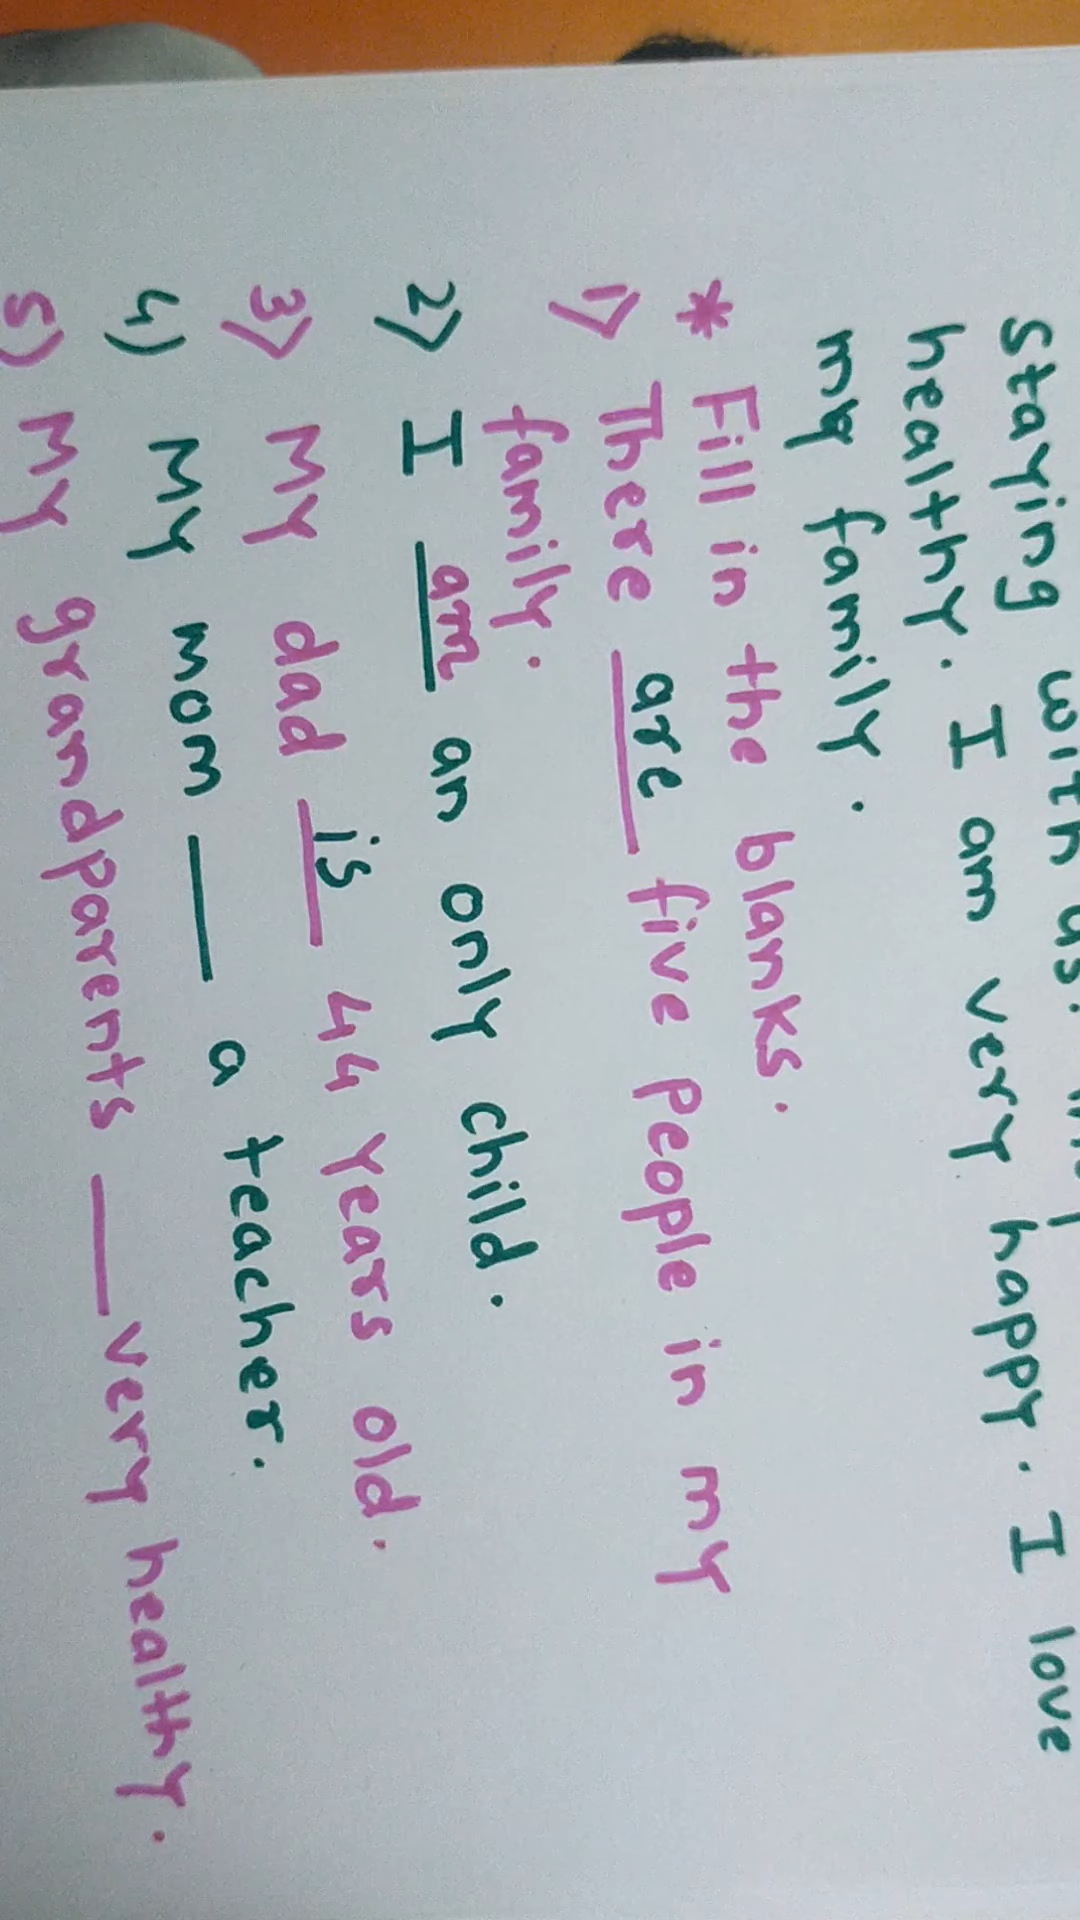 staying with us.
healthy. I am very happy. I love
my family.
* Fill in the blanks.
1) There are five people in my
family.
2) I am an only child.
3) My dad is 44 years old.
4) My mom ___ a teacher.
5) My grandparents ___ very healthy.